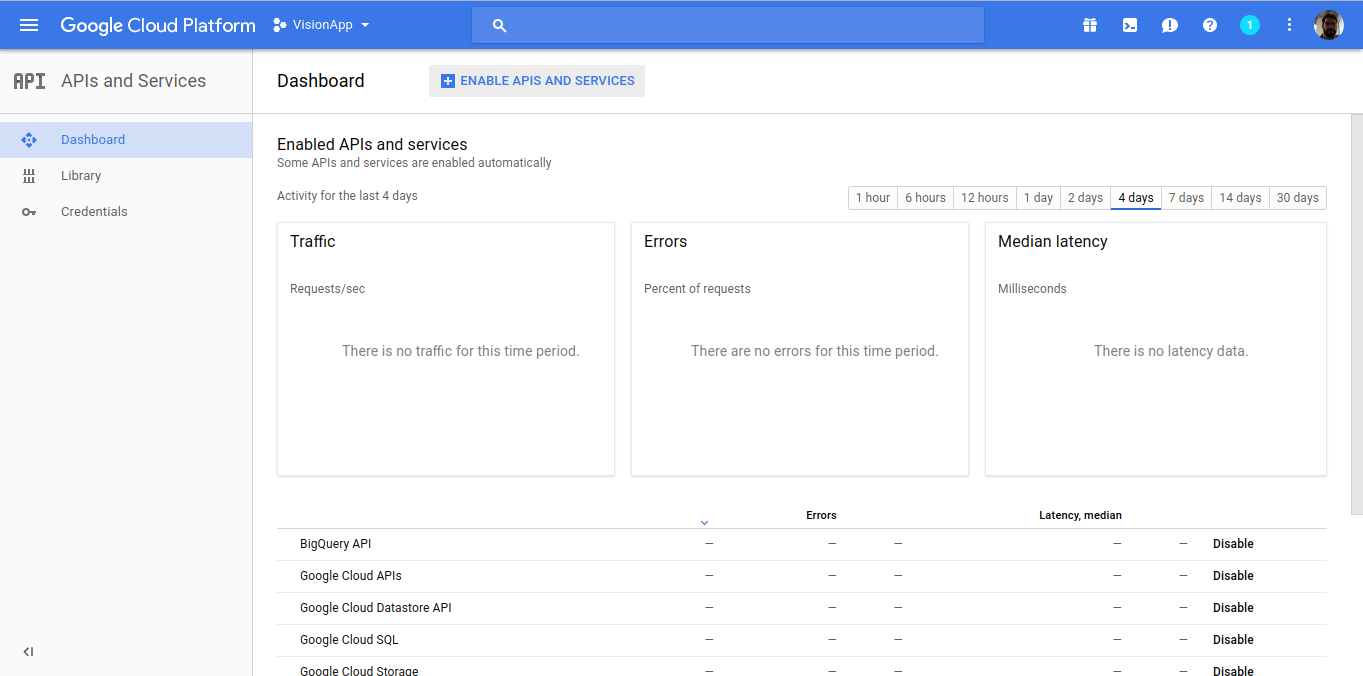 Google Cloud Platform VisionApp 1
API APIs and Services
Dashboard ENABLE APIS AND SERVICES
Dashboard
Library
Credentials
Enabled APIs and services
Some APIs and services are enabled automatically
Activity for the last 4 days
1 hour 6 hours 12 hours 1 day 2 days 4 days 7 days 14 days 30 days
Traffic
Requests/sec
There is no traffic for this time period.
Errors
Percent of requests
There are no errors for this time period.
Median latency
Milliseconds
There is no latency data.
Errors Latency, median
BigQuery API — — — — — Disable
Google Cloud APIs — — — — — Disable
Google Cloud Datastore API — — — — — Disable
Google Cloud SQL — — — — — Disable
Google Cloud Storage — — — — — Disable